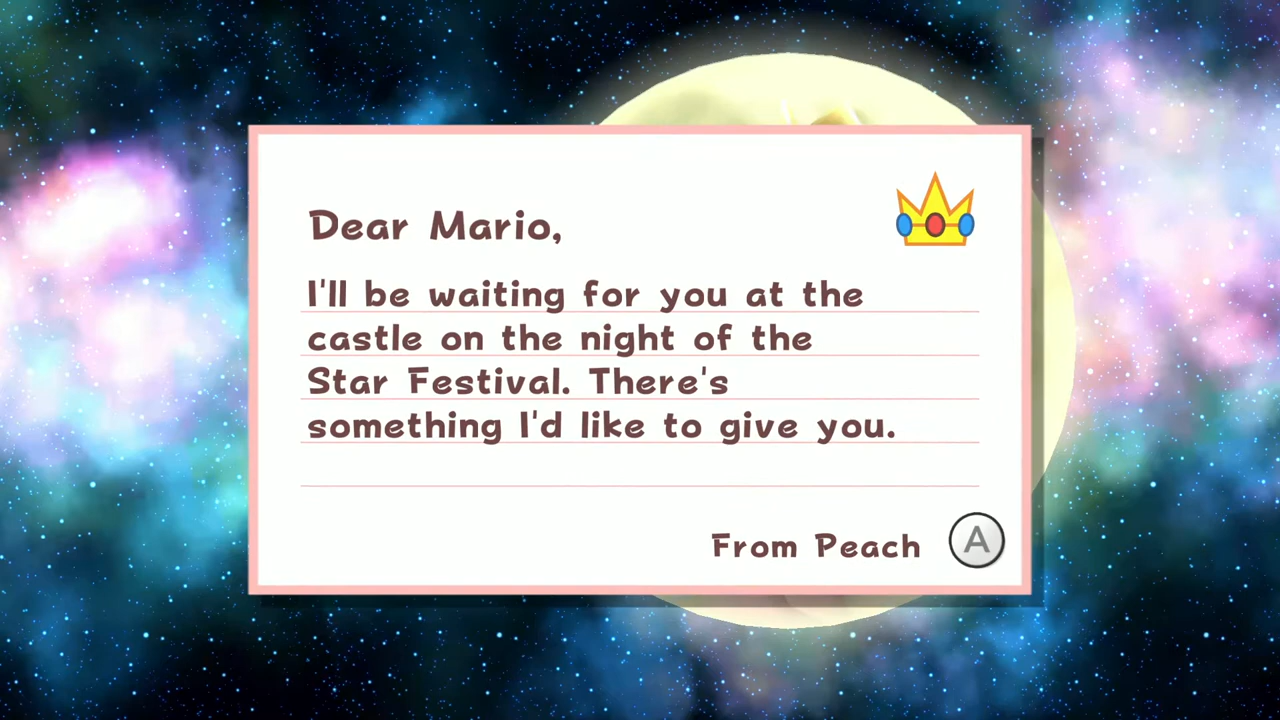 Dear Mario,
I'll be waiting for you at the
castle on the night of the
Star Festival. There's
something I'd like to give you.
From Peach
A